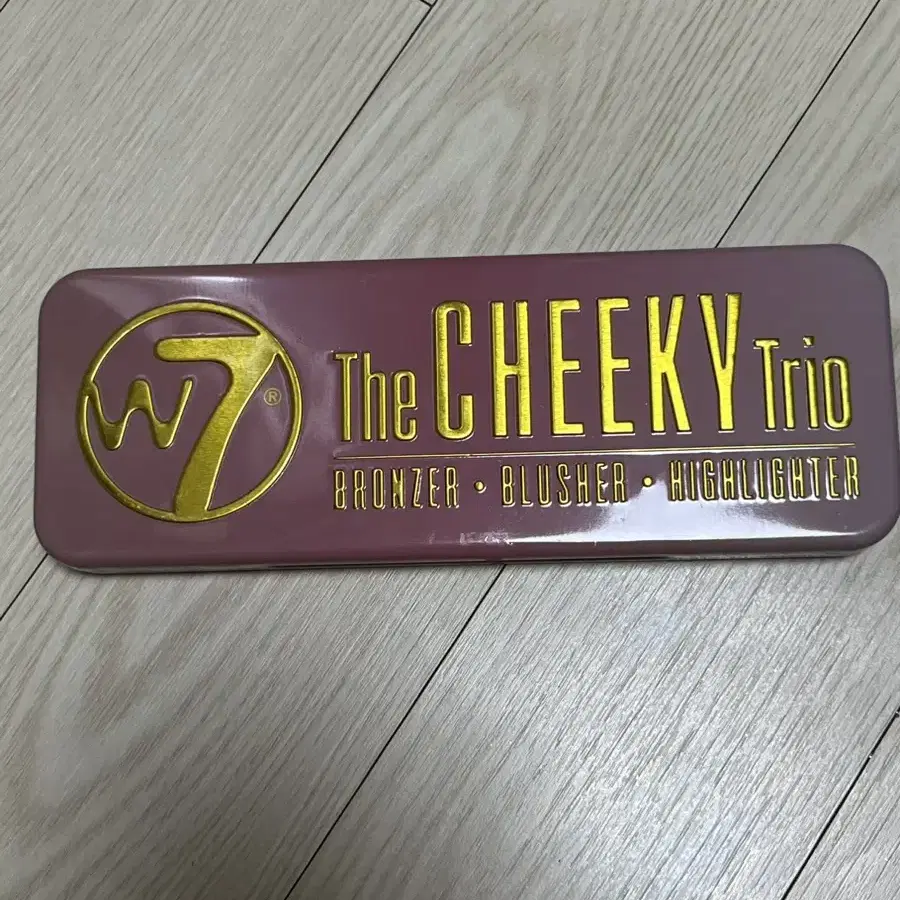 W7®
The CHEEKY Trio
BRONZER • BLUSHER • HIGHLIGHTER